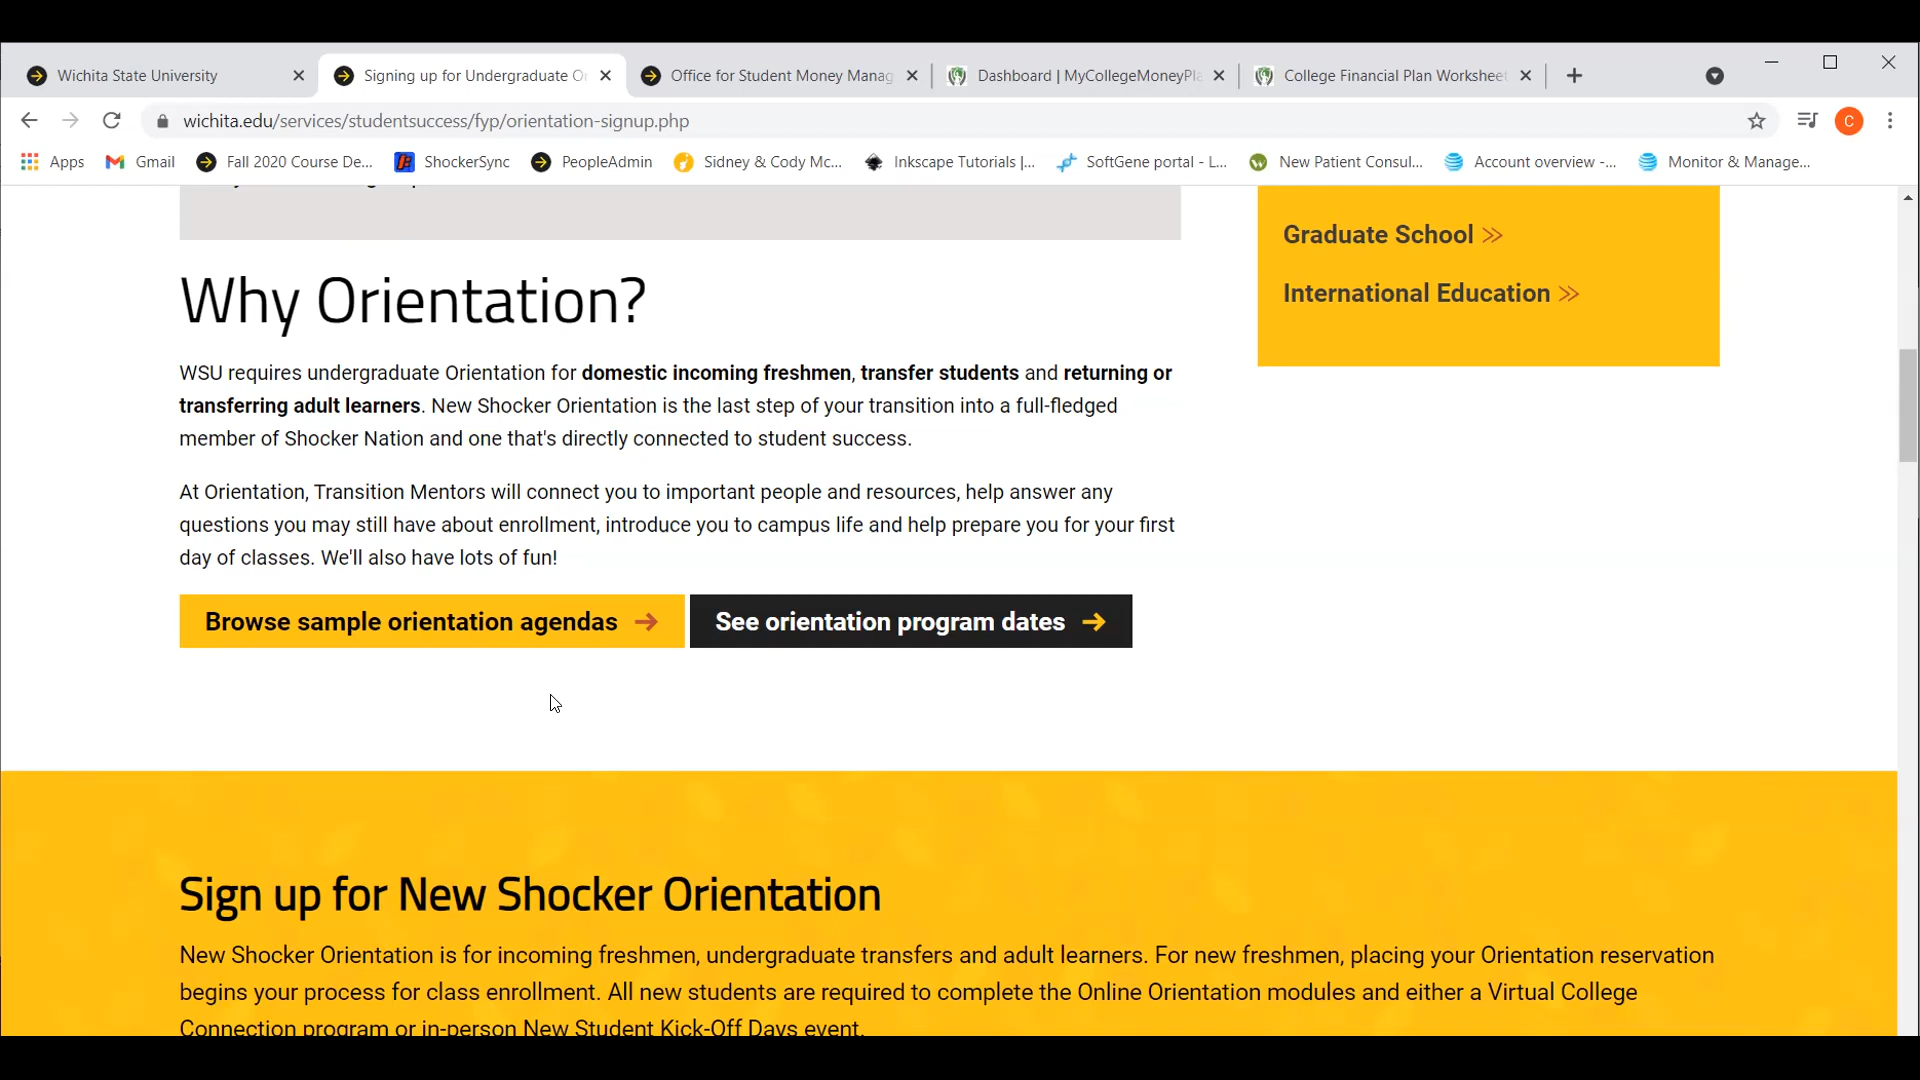 Wichita State University
Signing up for Undergraduate O
Office for Student Money Manag
Dashboard | MyCollegeMoneyPla
College Financial Plan Worksheet
wichita.edu/services/studentsuccess/fyp/orientation-signup.php
C
Apps
Gmail
Fall 2020 Course De...
ShockerSync
PeopleAdmin
Sidney & Cody Mc...
Inkscape Tutorials |...
SoftGene portal - L...
New Patient Consul...
Account overview -...
Monitor & Manage...
Graduate School »
International Education »
Why Orientation?
WSU requires undergraduate Orientation for domestic incoming freshmen, transfer students and returning or
transferring adult learners. New Shocker Orientation is the last step of your transition into a full-fledged
member of Shocker Nation and one that's directly connected to student success.
At Orientation, Transition Mentors will connect you to important people and resources, help answer any
questions you may still have about enrollment, introduce you to campus life and help prepare you for your first
day of classes. We'll also have lots of fun!
Browse sample orientation agendas →
See orientation program dates →
Sign up for New Shocker Orientation
New Shocker Orientation is for incoming freshmen, undergraduate transfers and adult learners. For new freshmen, placing your Orientation reservation
begins your process for class enrollment. All new students are required to complete the Online Orientation modules and either a Virtual College
Connection program or in-person New Student Kick-Off Days event.